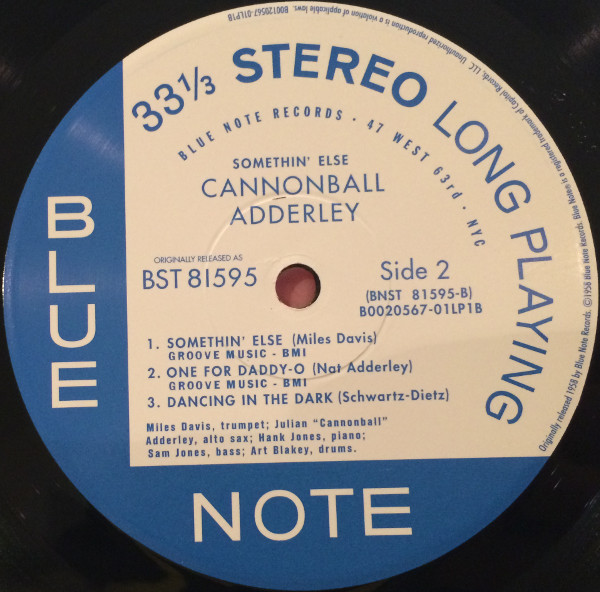 33⅓ STEREO LONG PLAYING
BLUE NOTE RECORDS · 47 WEST 63rd · NYC
SOMETHIN' ELSE
CANNONBALL
ADDERLEY
ORIGINALLY RELEASED AS
BST 81595
Side 2
(BNST 81595-B)
B0020567-01LP1B
1. SOMETHIN' ELSE (Miles Davis)
GROOVE MUSIC - BMI
2. ONE FOR DADDY-O (Nat Adderley)
GROOVE MUSIC - BMI
3. DANCING IN THE DARK (Schwartz-Dietz)
Miles Davis, trumpet; Julian "Cannonball"
Adderley, alto sax; Hank Jones, piano;
Sam Jones, bass; Art Blakey, drums.
BLUE
NOTE
Originally released 1958 by Blue Note Records. ©1958 Blue Note Records. Blue Note® is a registered trademark of Capitol Records, LLC. Unauthorized reproduction is a violation of applicable laws. B00120567-01LP1B